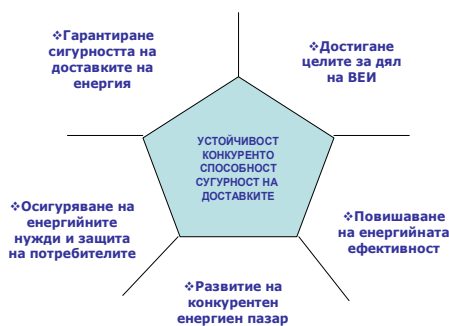 ❖Гарантиране
сигурността на
доставките на
енергия
❖Достигане
целите за дял
на ВЕИ
УСТОЙЧИВОСТ
КОНКУРЕНТО
СПОСОБНОСТ
СУГУРНОСТ НА
ДОСТАВКИТЕ
❖Осигуряване на
енергийните
нужди и защита
на потребителите
❖Повишаване
на енергийната
ефективност
❖Развитие на
конкурентен
енергиен пазар